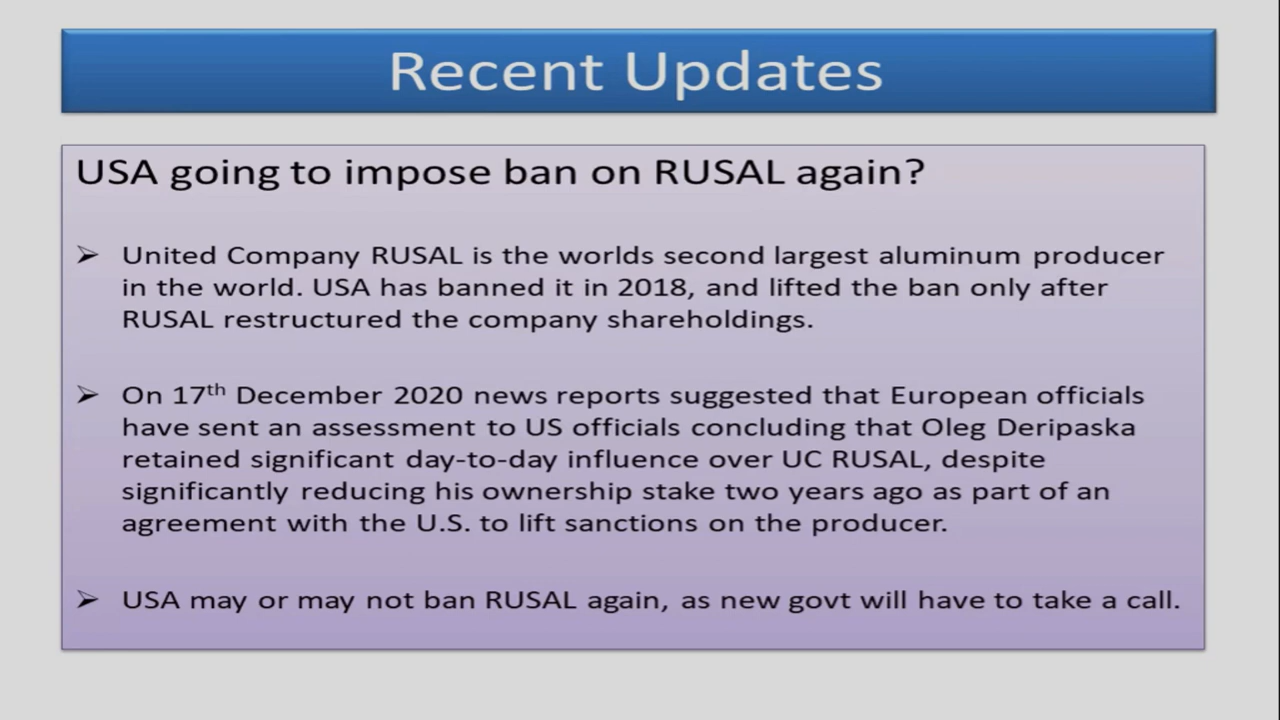 Recent Updates
USA going to impose ban on RUSAL again?
➢ United Company RUSAL is the worlds second largest aluminum producer
in the world. USA has banned it in 2018, and lifted the ban only after
RUSAL restructured the company shareholdings.
➢ On 17th December 2020 news reports suggested that European officials
have sent an assessment to US officials concluding that Oleg Deripaska
retained significant day-to-day influence over UC RUSAL, despite
significantly reducing his ownership stake two years ago as part of an
agreement with the U.S. to lift sanctions on the producer.
➢ USA may or may not ban RUSAL again, as new govt will have to take a call.